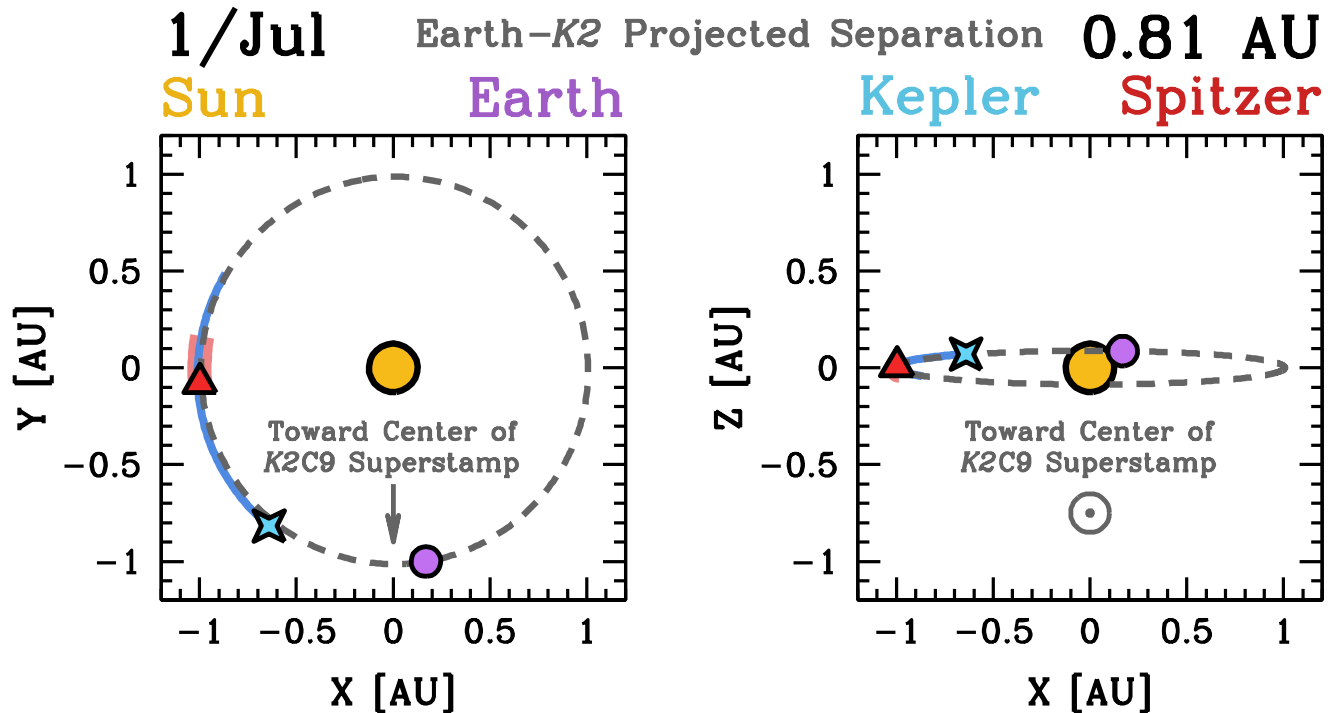 1/Jul Earth−K2 Projected Separation 0.81 AU
Sun Earth Kepler Spitzer
1
0.5
0
−0.5
−1
Y [AU]
Toward Center of
K2C9 Superstamp
−1 −0.5 0 0.5 1
X [AU]
1
0.5
0
−0.5
−1
Z [AU]
Toward Center of
K2C9 Superstamp
−1 −0.5 0 0.5 1
X [AU]